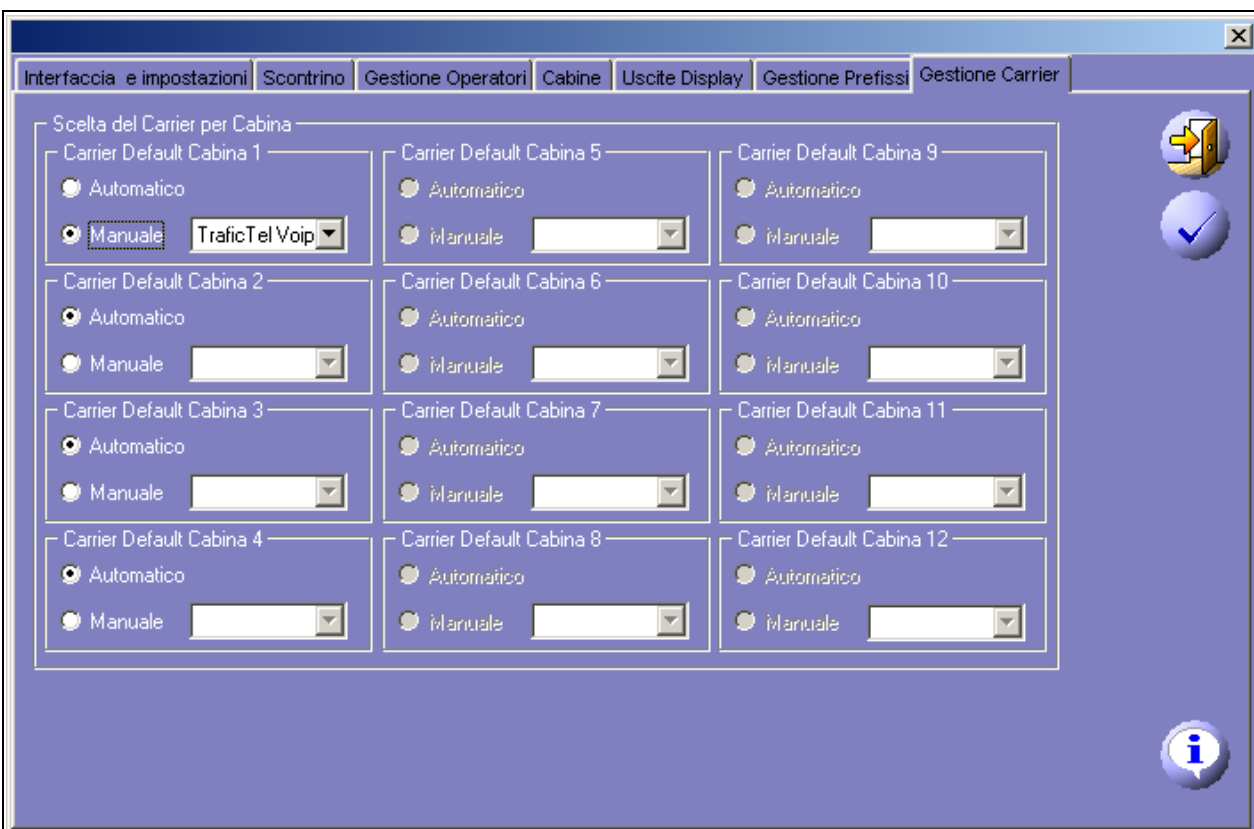 Interfaccia e impostazioni Scontrino Gestione Operatori Cabine Uscite Display Gestione Prefissi Gestione Carrier
Scelta del Carrier per Cabina
Carrier Default Cabina 1 Carrier Default Cabina 5 Carrier Default Cabina 9
Automatico Automatico Automatico
Manuale TraficTel Voip Manuale Manuale
Carrier Default Cabina 2 Carrier Default Cabina 6 Carrier Default Cabina 10
Automatico Automatico Automatico
Manuale Manuale Manuale
Carrier Default Cabina 3 Carrier Default Cabina 7 Carrier Default Cabina 11
Automatico Automatico Automatico
Manuale Manuale Manuale
Carrier Default Cabina 4 Carrier Default Cabina 8 Carrier Default Cabina 12
Automatico Automatico Automatico
Manuale Manuale Manuale